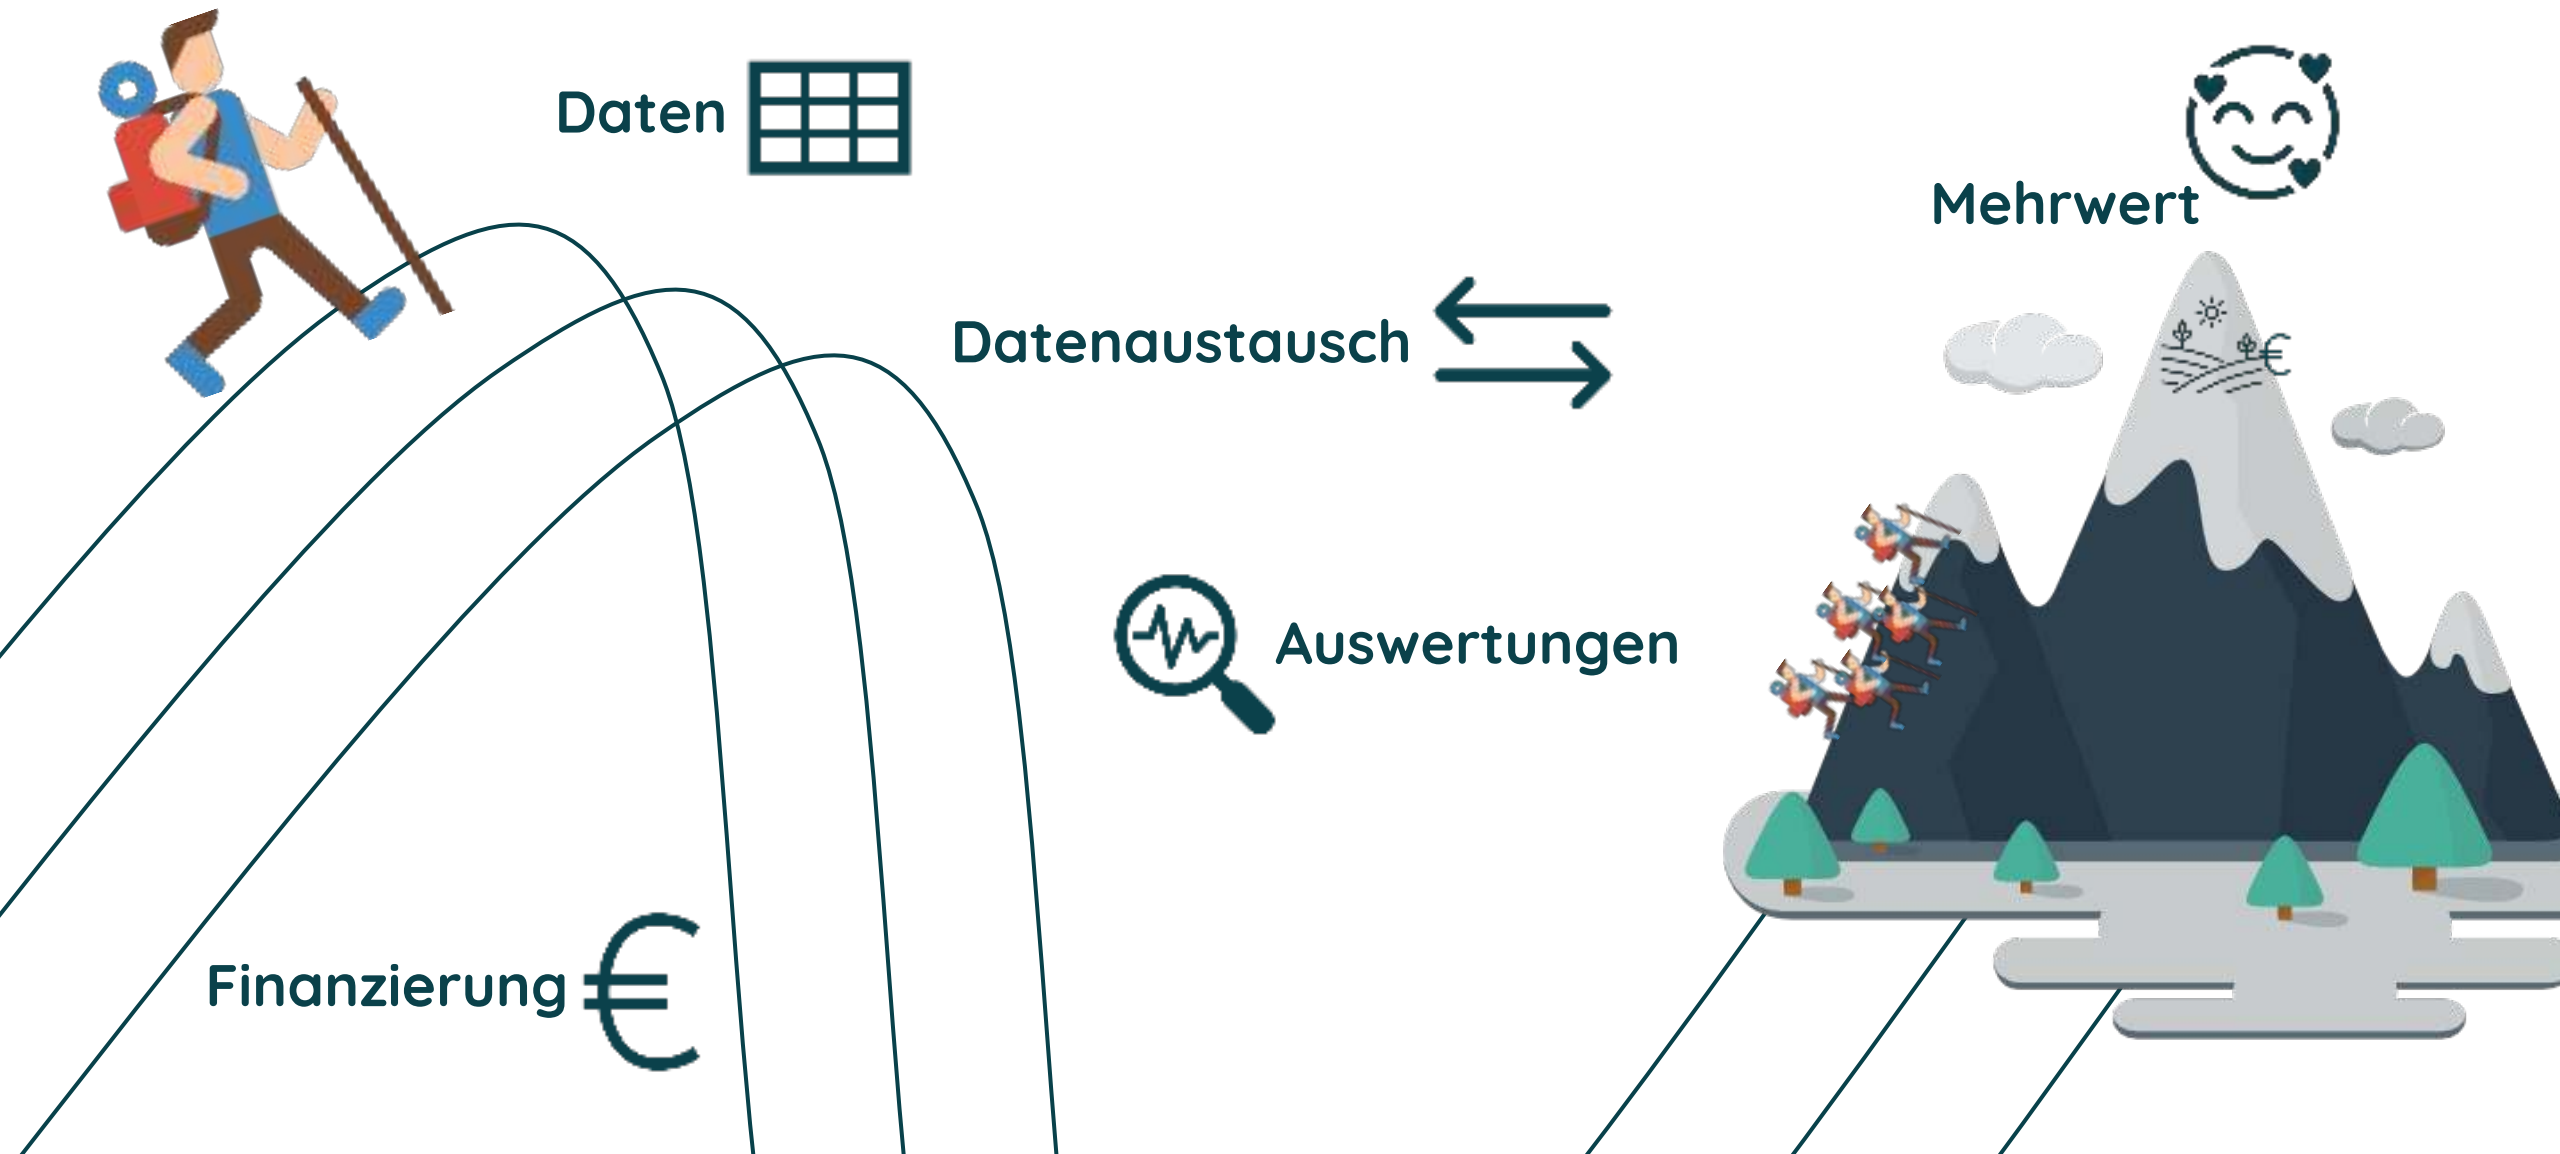 Daten
Mehrwert
Datenaustausch
€
Auswertungen
Finanzierung €